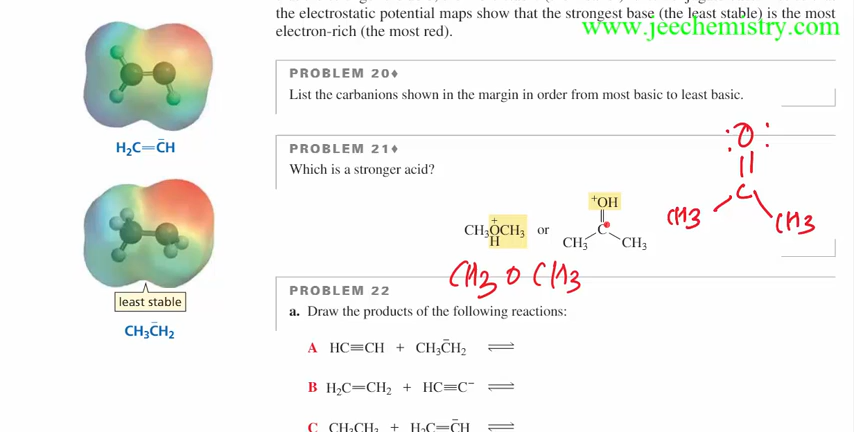 the electrostatic potential maps show that the strongest base (the least stable) is the most
electron-rich (the most red).
www.jeechemistry.com
PROBLEM 20♦
List the carbanions shown in the margin in order from most basic to least basic.
H₂C=C̄H
PROBLEM 21♦
Which is a stronger acid?
:O:
||
C
CH3 CH3
⁺OH
||
CH₃O⁺CH₃ or C
H CH₃ CH₃
CH3 O CH3
least stable
CH₃C̄H₂
PROBLEM 22
a. Draw the products of the following reactions:
A HC≡CH + CH₃C̄H₂ ⇌
B H₂C=CH₂ + HC≡C⁻ ⇌
C CH₃CH₃ + H₂C=C̄H ⇌